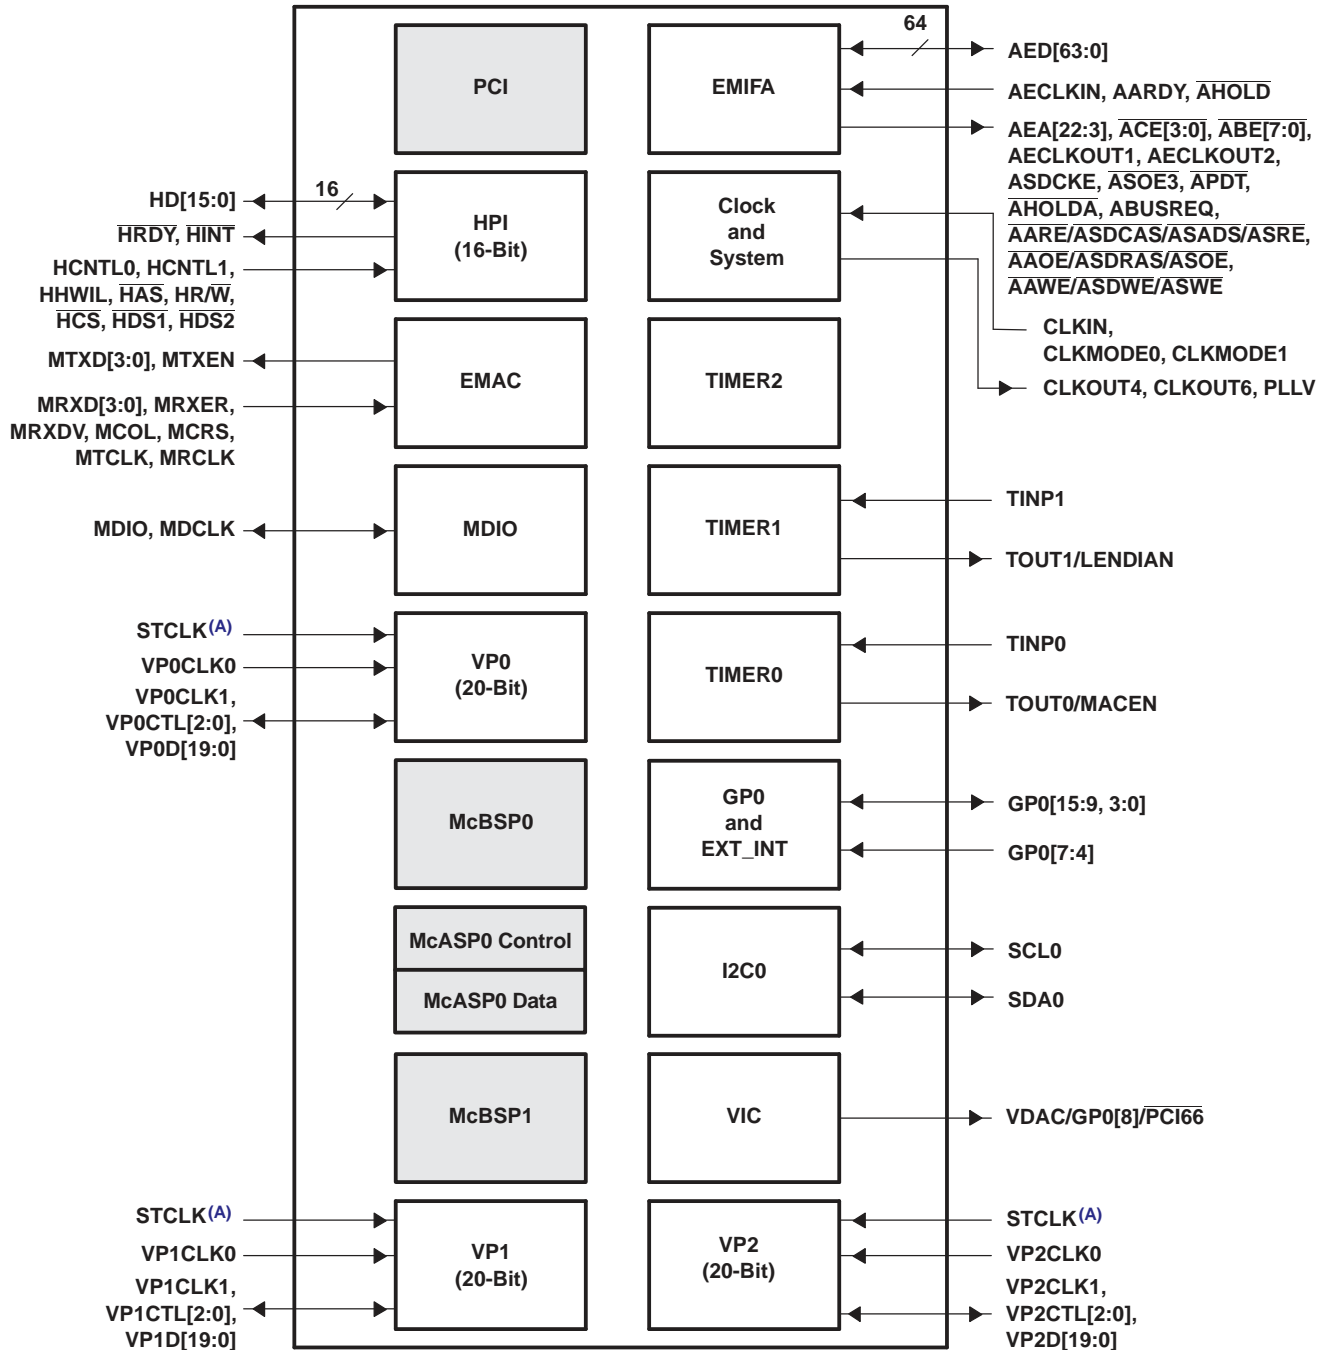 PCI
EMIFA
64
AED[63:0]
AECLKIN, AARDY, AHOLD
AEA[22:3], ACE[3:0], ABE[7:0],
AECLKOUT1, AECLKOUT2,
ASDCKE, ASOE3, APDT,
AHOLDA, ABUSREQ,
AARE/ASDCAS/ASADS/ASRE,
AAOE/ASDRAS/ASOE,
AAWE/ASDWE/ASWE
HD[15:0]
16
HRDY, HINT
HCNTL0, HCNTL1,
HHWIL, HAS, HR/W,
HCS, HDS1, HDS2
HPI
(16-Bit)
Clock
and
System
CLKIN,
CLKMODE0, CLKMODE1
CLKOUT4, CLKOUT6, PLLV
MTXD[3:0], MTXEN
MRXD[3:0], MRXER,
MRXDV, MCOL, MCRS,
MTCLK, MRCLK
EMAC
TIMER2
MDIO, MDCLK
MDIO
TIMER1
TINP1
TOUT1/LENDIAN
STCLK(A)
VP0CLK0
VP0CLK1,
VP0CTL[2:0],
VP0D[19:0]
VP0
(20-Bit)
TIMER0
TINP0
TOUT0/MACEN
McBSP0
GP0
and
EXT_INT
GP0[15:9, 3:0]
GP0[7:4]
McASP0 Control
McASP0 Data
I2C0
SCL0
SDA0
McBSP1
VIC
VDAC/GP0[8]/PCI66
STCLK(A)
VP1CLK0
VP1CLK1,
VP1CTL[2:0],
VP1D[19:0]
VP1
(20-Bit)
VP2
(20-Bit)
STCLK(A)
VP2CLK0
VP2CLK1,
VP2CTL[2:0],
VP2D[19:0]